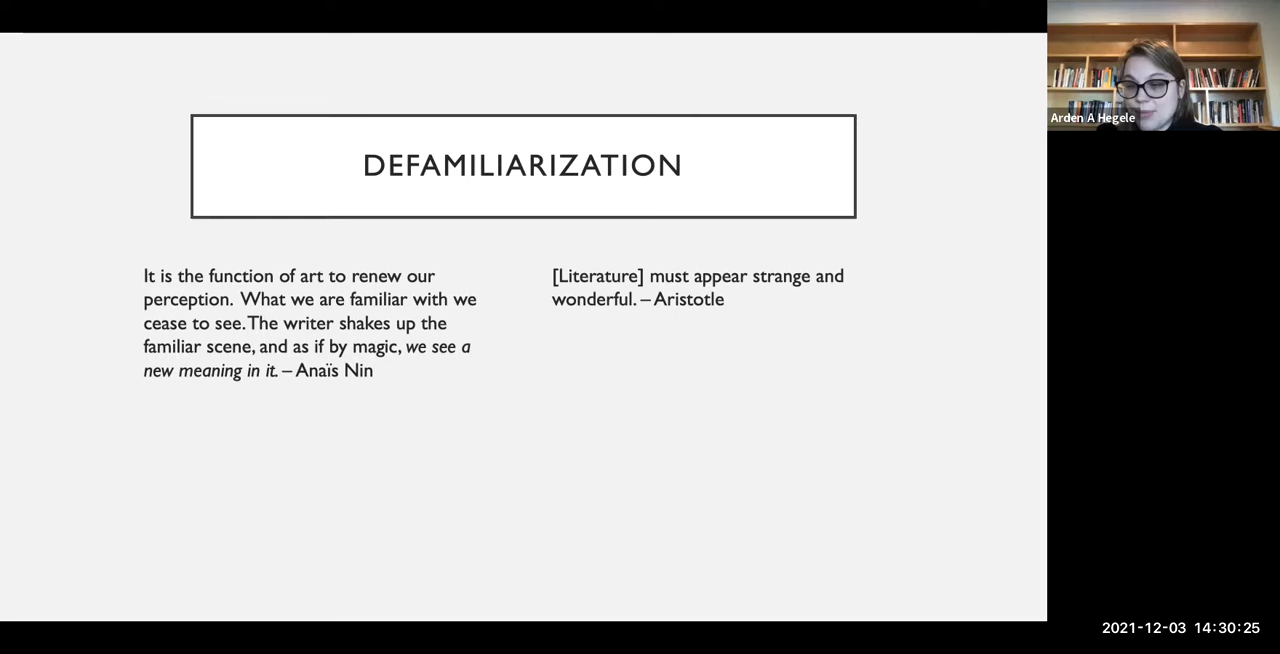 DEFAMILIARIZATION
It is the function of art to renew our
perception. What we are familiar with we
cease to see. The writer shakes up the
familiar scene, and as if by magic, we see a
new meaning in it. – Anaïs Nin
[Literature] must appear strange and
wonderful. – Aristotle
Arden A Hegele
2021-12-03 14:30:25